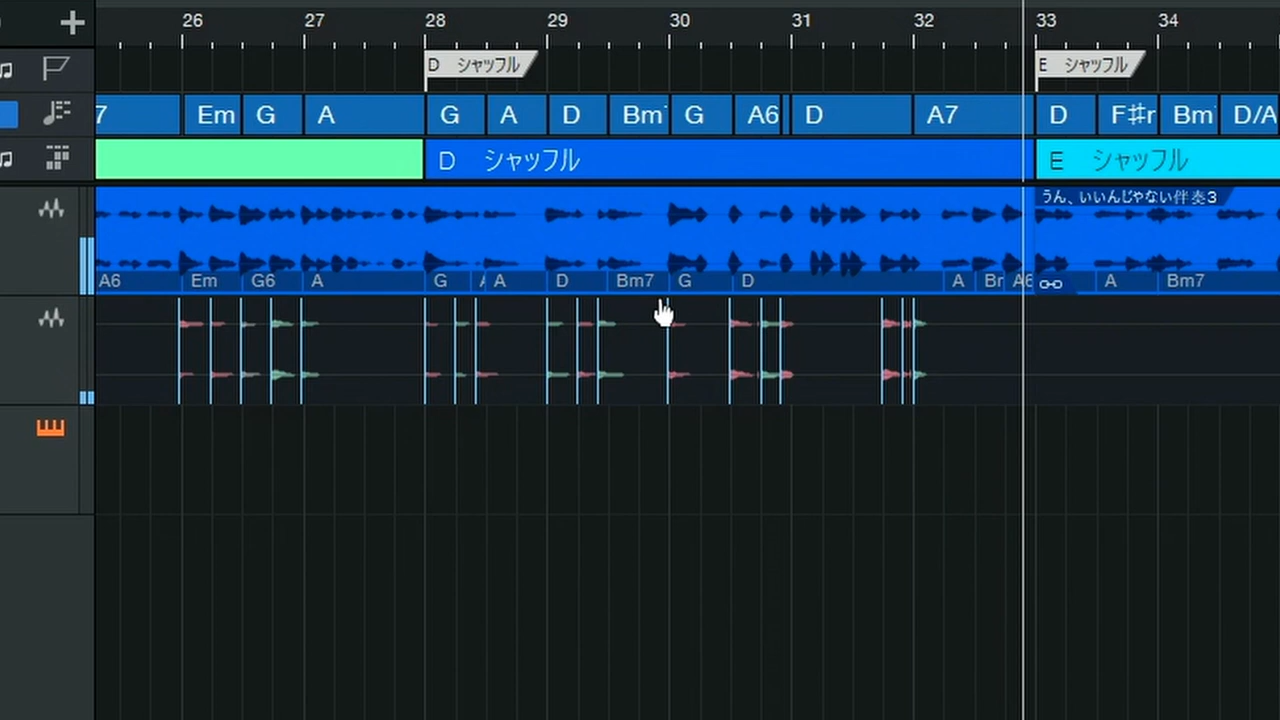 26 27 28 29 30 31 32 33 34
D シャッフル E シャッフル
7 Em G A G A D Bm7 G A6 D A7 D F♯m Bm D/A
D シャッフル E シャッフル
うん、いいんじゃない伴奏3
A6 Em G6 A G A A D Bm7 G D A Bm A6 A Bm7